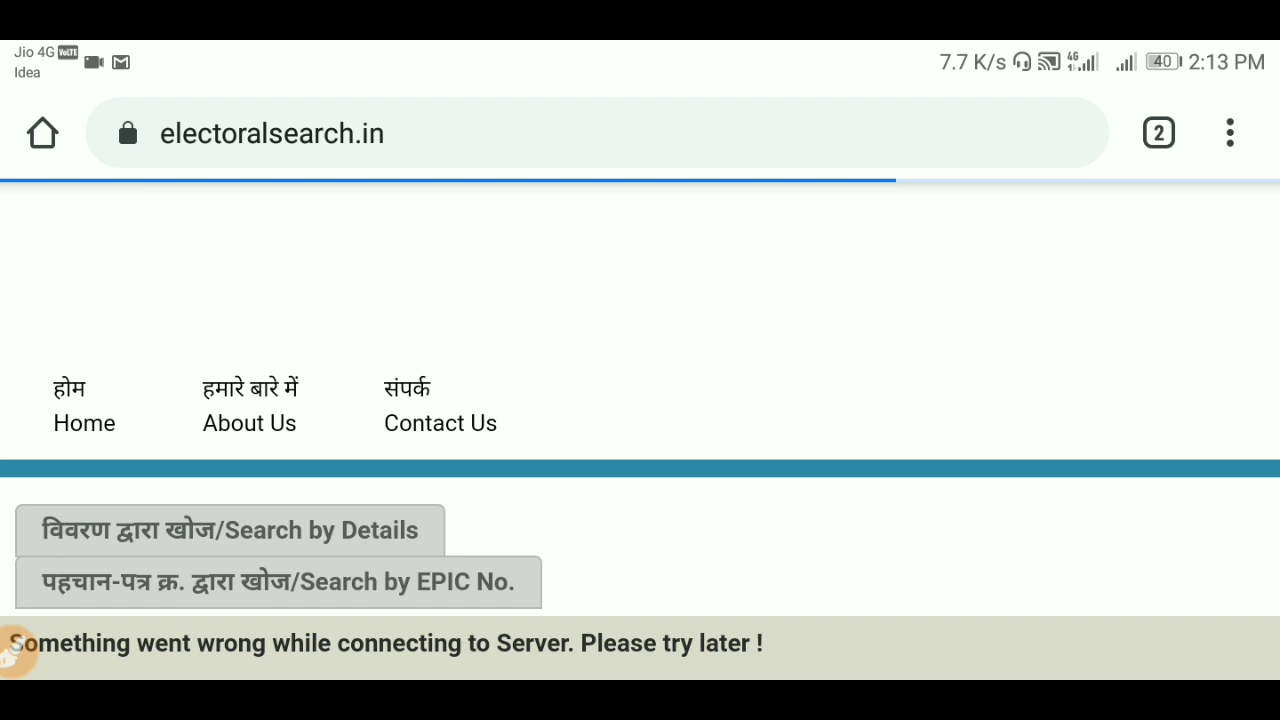 Jio 4G VoLTE
Idea
7.7 K/s 4G 40 2:13 PM
electoralsearch.in
2
होम हमारे बारे में संपर्क
Home About Us Contact Us
विवरण द्वारा खोज/Search by Details
पहचान-पत्र क्र. द्वारा खोज/Search by EPIC No.
Something went wrong while connecting to Server. Please try later !